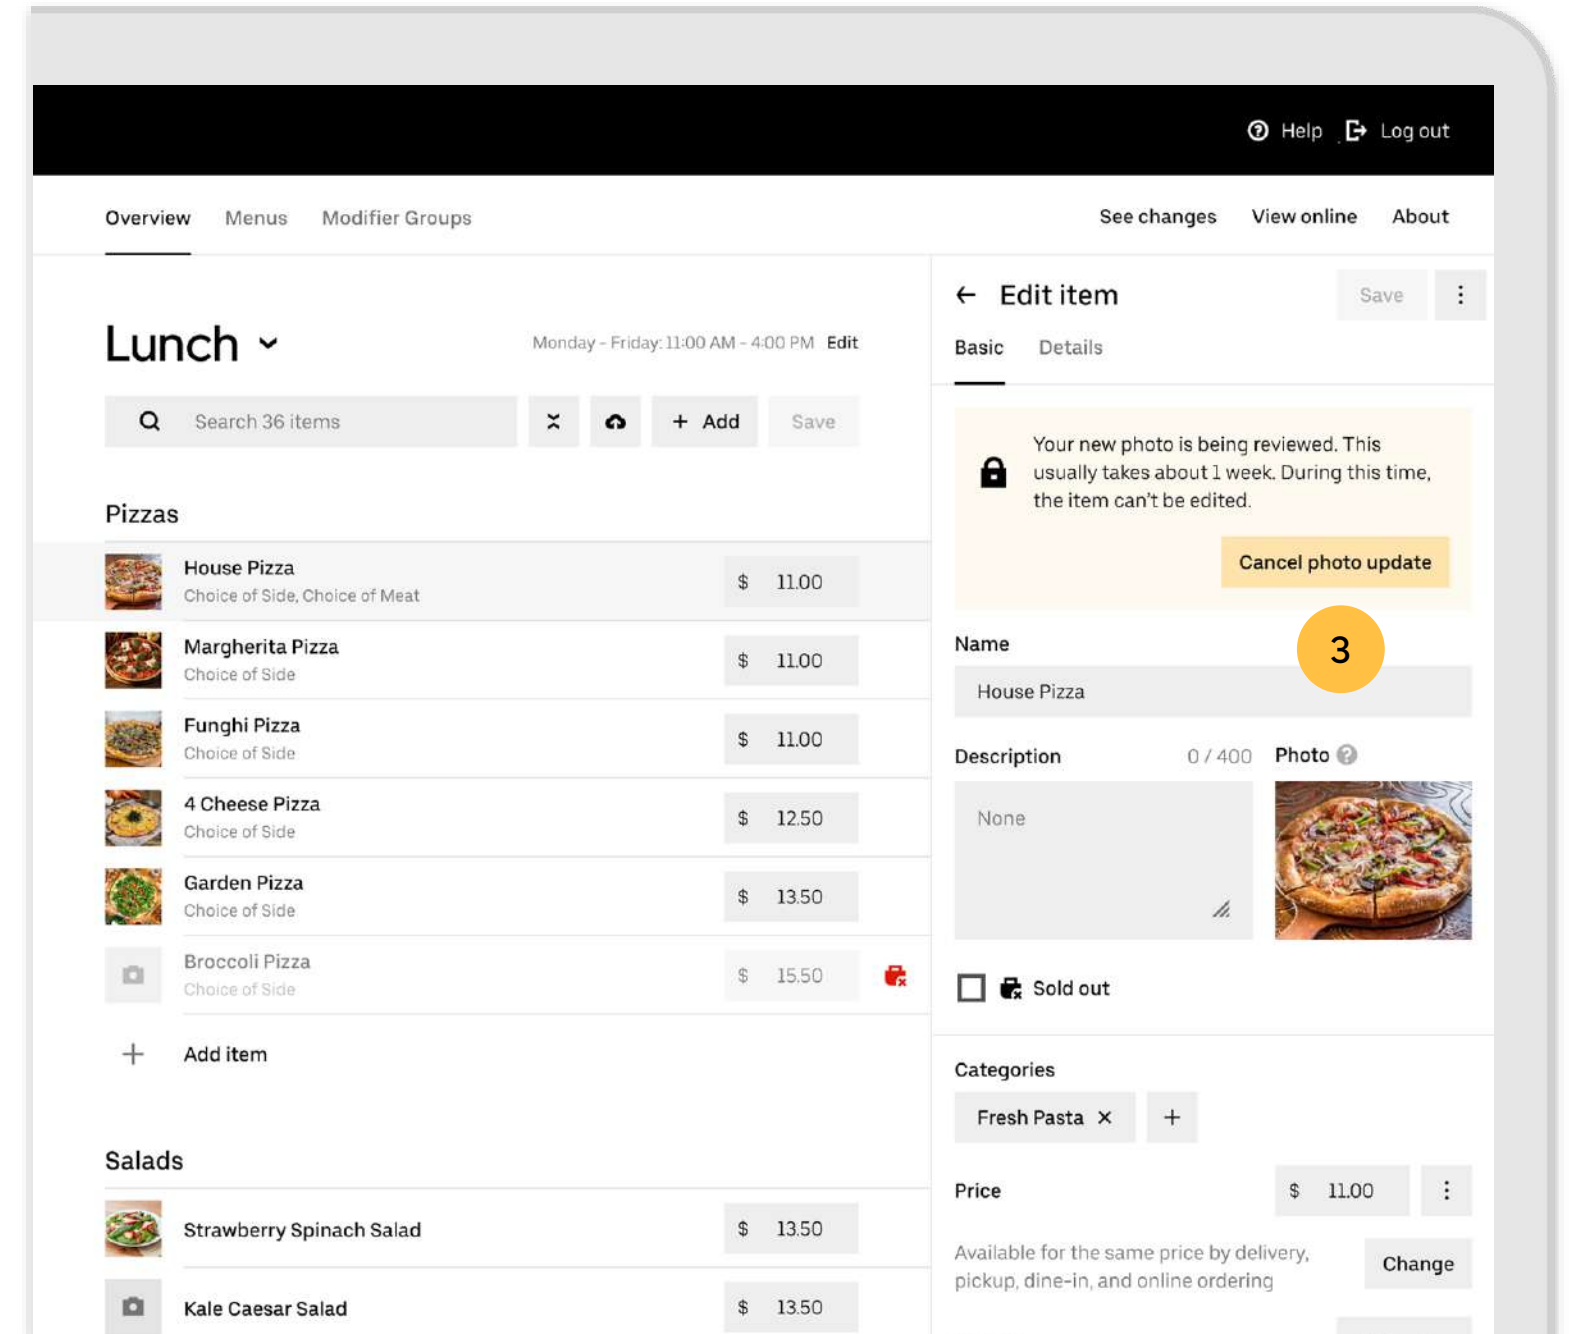 Help
Log out
Overview
Menus
Modifier Groups
See changes
View online
About
Lunch
Monday - Friday: 11:00 AM - 4:00 PM Edit
Search 36 items
+ Add
Save
Pizzas
House Pizza
Choice of Side, Choice of Meat
$ 11.00
Margherita Pizza
Choice of Side
$ 11.00
Funghi Pizza
Choice of Side
$ 11.00
4 Cheese Pizza
Choice of Side
$ 12.50
Garden Pizza
Choice of Side
$ 13.50
Broccoli Pizza
Choice of Side
$ 15.50
Add item
Salads
Strawberry Spinach Salad
$ 13.50
Kale Caesar Salad
$ 13.50
Edit item
Save
Basic
Details
Your new photo is being reviewed. This
usually takes about 1 week. During this time,
the item can't be edited.
Cancel photo update
3
Name
House Pizza
Description
0 / 400
Photo
None
Sold out
Categories
Fresh Pasta
Price
$ 11.00
Available for the same price by delivery,
pickup, dine-in, and online ordering
Change